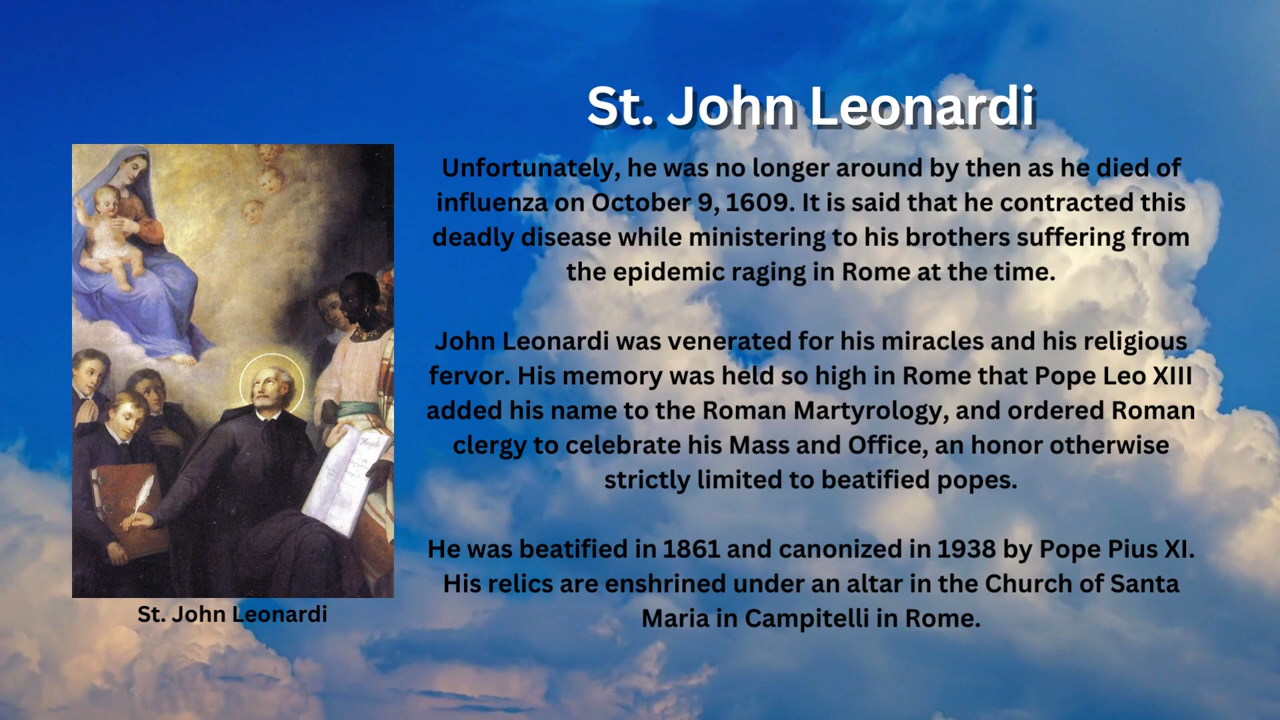 St. John Leonardi
Unfortunately, he was no longer around by then as he died of
influenza on October 9, 1609. It is said that he contracted this
deadly disease while ministering to his brothers suffering from
the epidemic raging in Rome at the time.
John Leonardi was venerated for his miracles and his religious
fervor. His memory was held so high in Rome that Pope Leo XIII
added his name to the Roman Martyrology, and ordered Roman
clergy to celebrate his Mass and Office, an honor otherwise
strictly limited to beatified popes.
He was beatified in 1861 and canonized in 1938 by Pope Pius XI.
His relics are enshrined under an altar in the Church of Santa
Maria in Campitelli in Rome.
St. John Leonardi